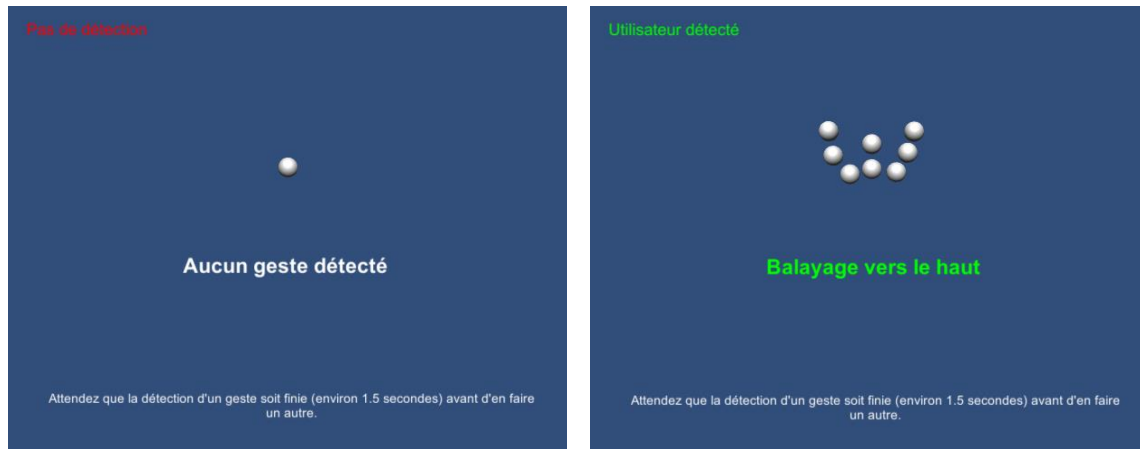 Pas de détection
Aucun geste détecté
Attendez que la détection d'un geste soit finie (environ 1.5 secondes) avant d'en faire
un autre.
Utilisateur détecté
Balayage vers le haut
Attendez que la détection d'un geste soit finie (environ 1.5 secondes) avant d'en faire
un autre.